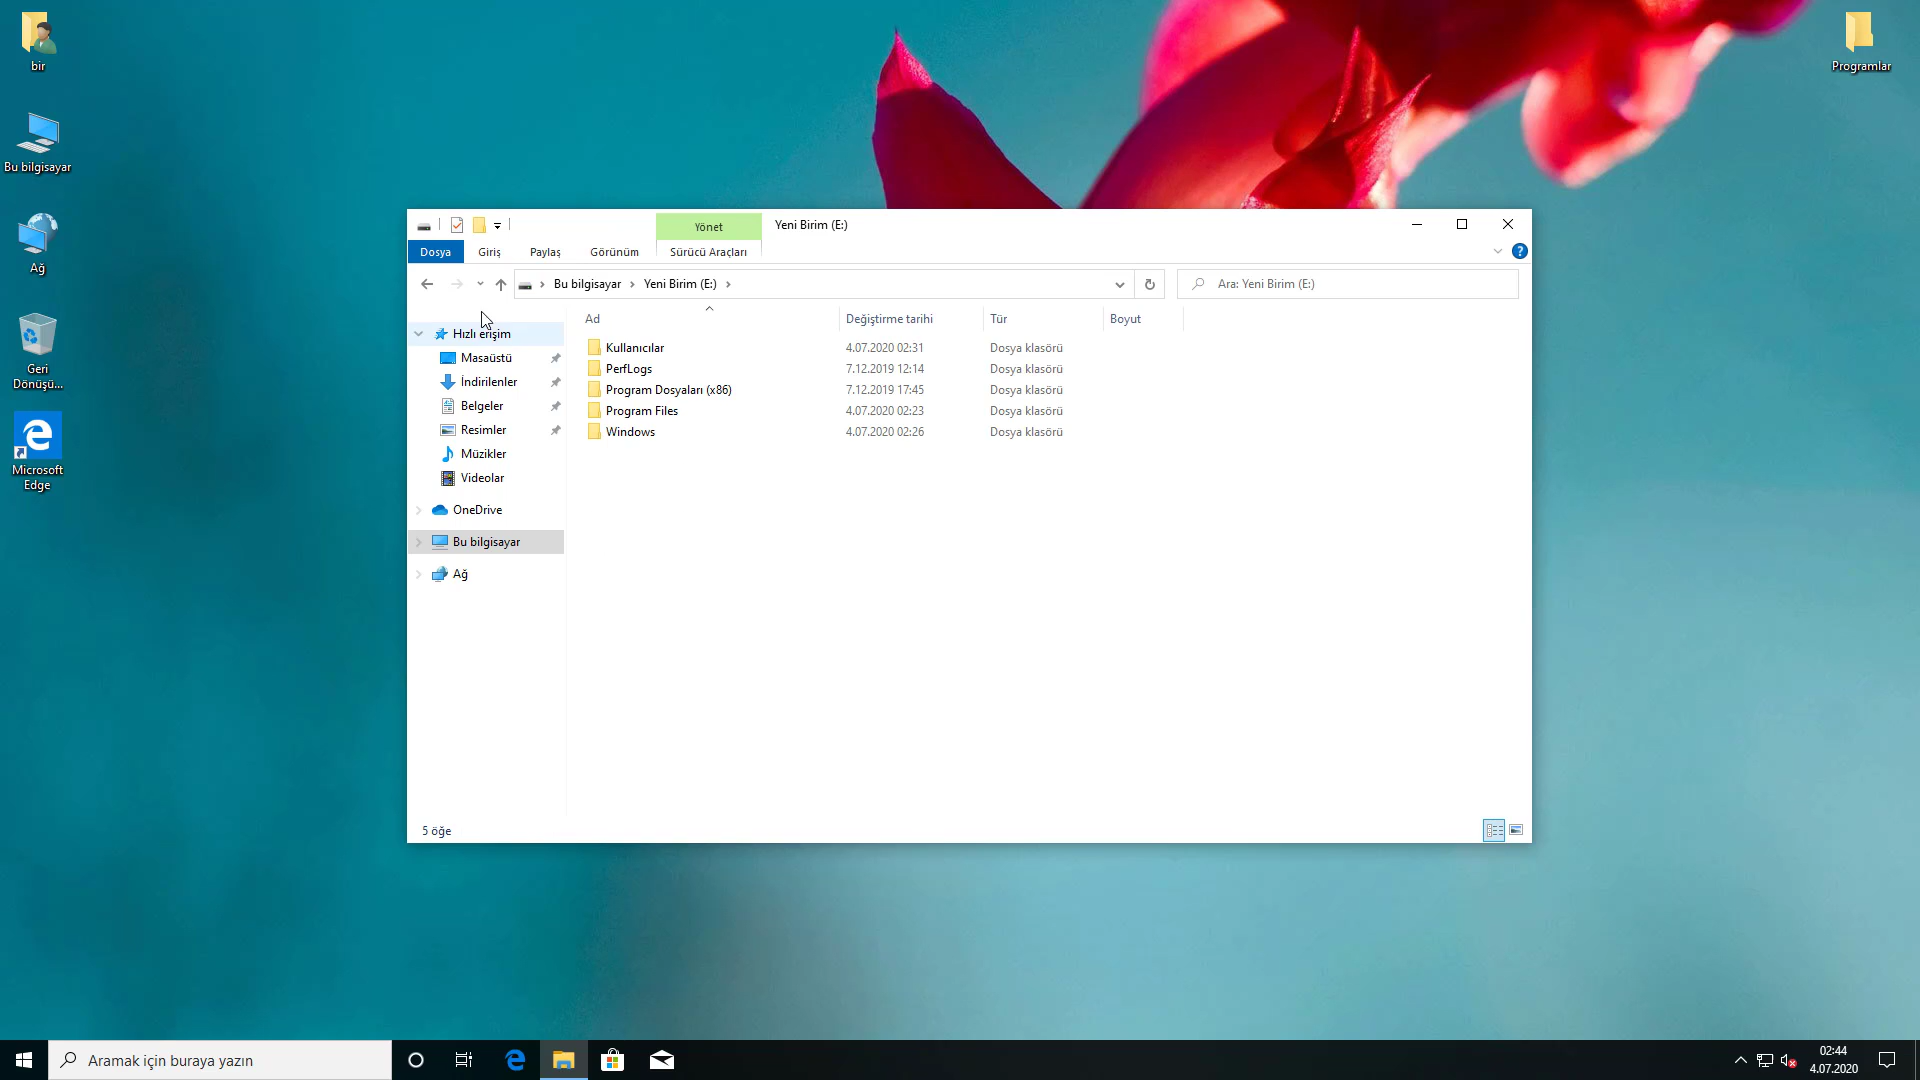 bir
Bu bilgisayar
Ağ
Geri
Dönüşü...
Microsoft
Edge
Programlar
Yönet
Yeni Birim (E:)
Dosya
Giriş
Paylaş
Görünüm
Sürücü Araçları
Bu bilgisayar
Yeni Birim (E:)
Ara: Yeni Birim (E:)
Hızlı erişim
Masaüstü
İndirilenler
Belgeler
Resimler
Müzikler
Videolar
OneDrive
Bu bilgisayar
Ağ
Ad Değiştirme tarihi Tür Boyut
Kullanıcılar 4.07.2020 02:31 Dosya klasörü
PerfLogs 7.12.2019 12:14 Dosya klasörü
Program Dosyaları (x86) 7.12.2019 17:45 Dosya klasörü
Program Files 4.07.2020 02:23 Dosya klasörü
Windows 4.07.2020 02:26 Dosya klasörü
5 öğe
Aramak için buraya yazın
02:44
4.07.2020